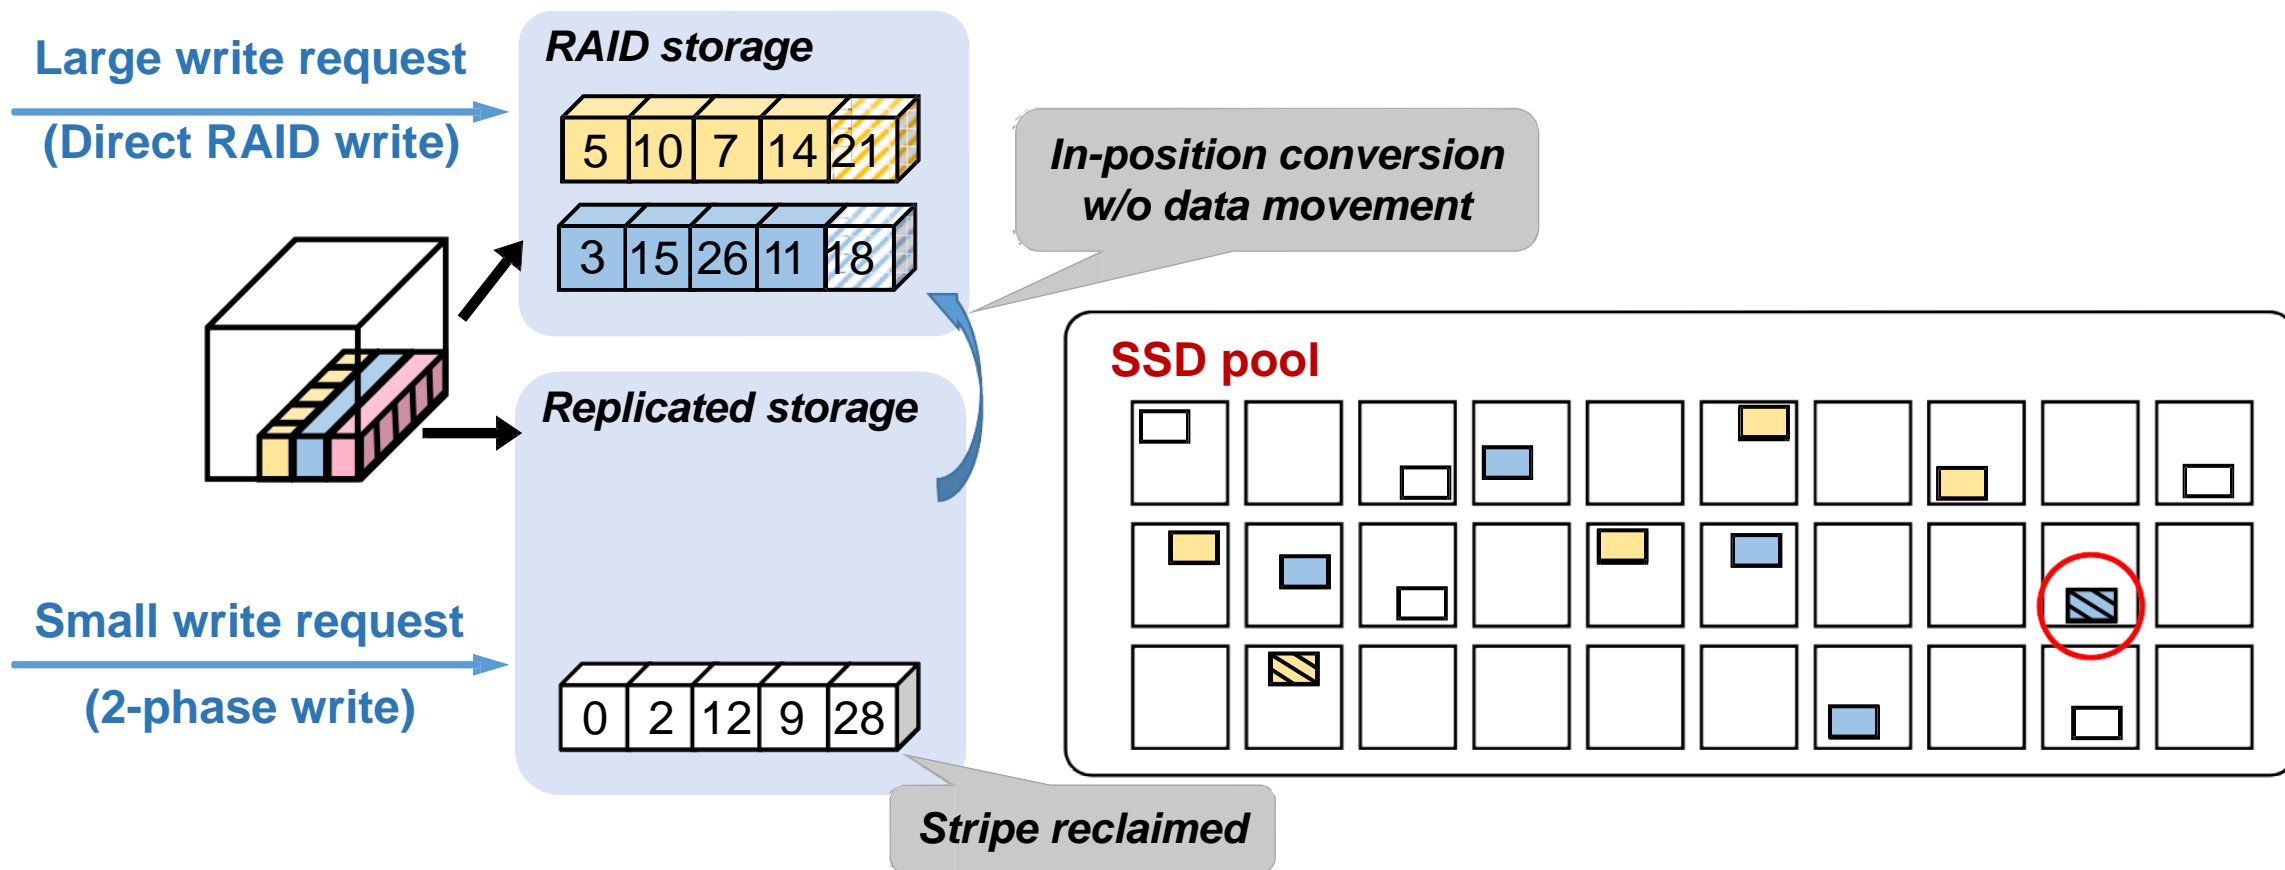 Large write request
(Direct RAID write)
RAID storage
5 10 7 14 21
3 15 26 11 18
In-position conversion
w/o data movement
SSD pool
Replicated storage
Small write request
(2-phase write)
0 2 12 9 28
Stripe reclaimed